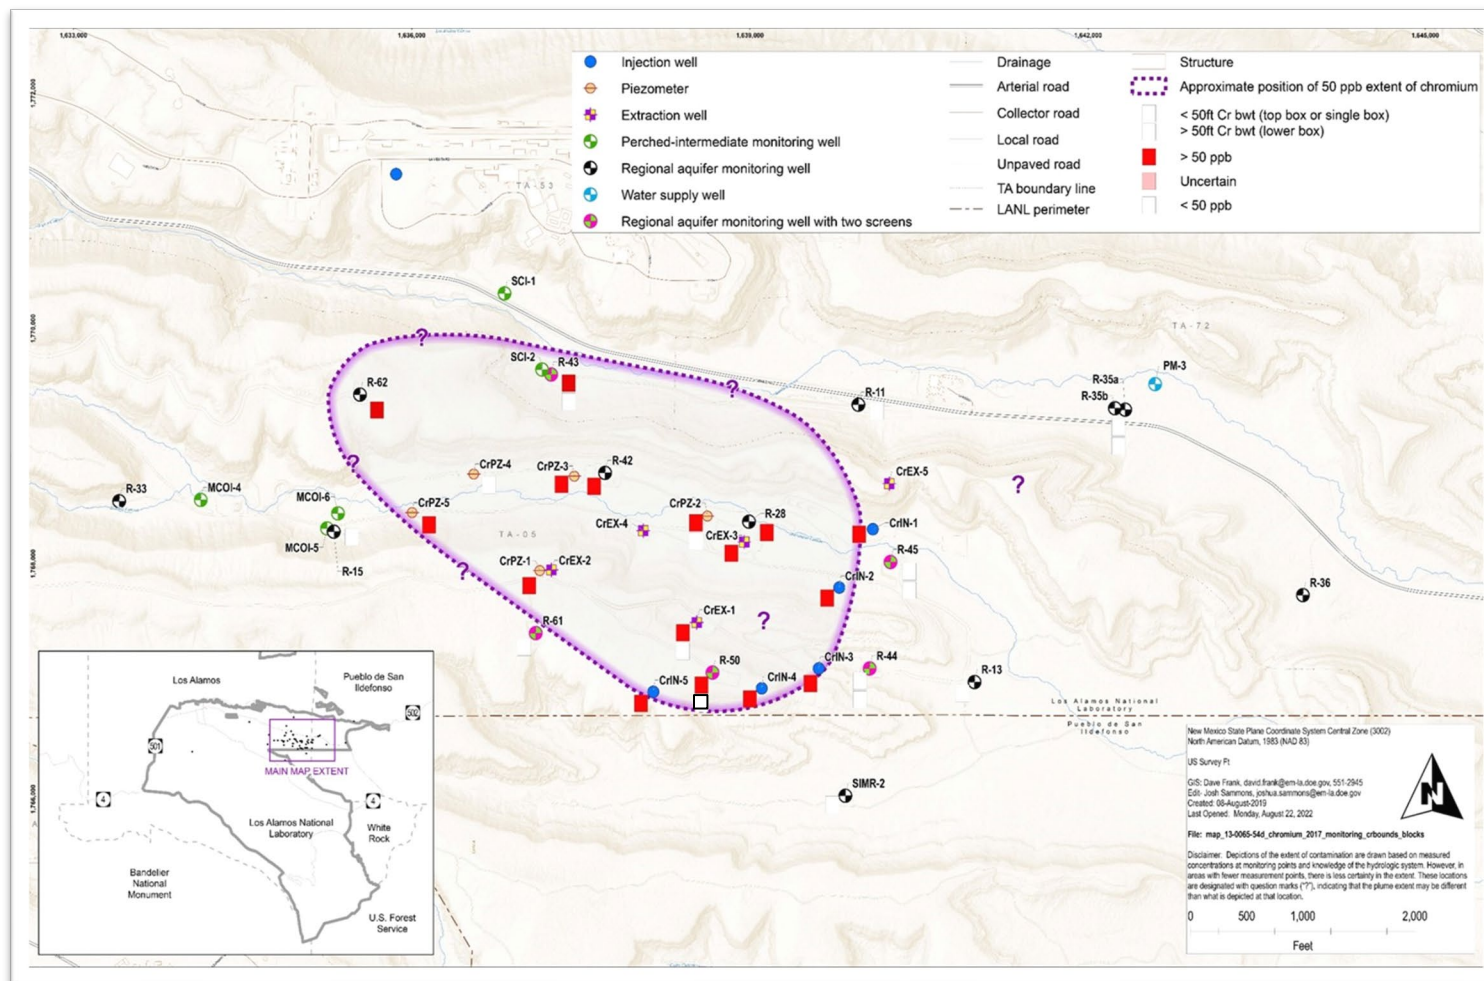 1,633,000
1,636,000
1,639,000
1,642,000
1,645,000
1,772,000
1,770,000
1,768,000
1,766,000
Injection well
Piezometer
Extraction well
Perched-intermediate monitoring well
Regional aquifer monitoring well
Water supply well
Regional aquifer monitoring well with two screens
Drainage
Arterial road
Collector road
Local road
Unpaved road
TA boundary line
LANL perimeter
Structure
Approximate position of 50 ppb extent of chromium
< 50ft Cr bwt (top box or single box)
> 50ft Cr bwt (lower box)
> 50 ppb
Uncertain
< 50 ppb
TA-53
SCI-1
TA-72
?
SCI-2
R-43
R-62
?
R-11
R-35a
R-35b
PM-3
?
CrPZ-4
CrPZ-3
R-42
CrEX-5
?
R-33
MCOI-4
MCOI-6
CrPZ-5
CrPZ-2
R-28
CrEX-4
CrEX-3
CrIN-1
TA-05
MCOI-5
R-15
?
CrPZ-1
CrEX-2
R-45
CrIN-2
R-36
CrEX-1
?
R-61
R-50
CrIN-3
R-44
CrIN-5
CrIN-4
R-13
Los Alamos National
Laboratory
Pueblo de San
Ildefonso
SIMR-2
Los Alamos
Pueblo de San
Ildefonso
502
501
MAIN MAP EXTENT
4
4
Los Alamos National
Laboratory
White
Rock
Bandelier
National
Monument
U.S. Forest
Service
New Mexico State Plane Coordinate System Central Zone (3002)
North American Datum, 1983 (NAD 83)
US Survey Ft
GIS: Dave Frank, david.frank@em-la.doe.gov, 551-2945
Edit- Josh Sammons, joshua.sammons@em-la.doe.gov
Created: 08-August-2019
Last Opened: Monday, August 22, 2022
File: map_13-0065-54d_chromium_2017_monitoring_crbounds_blocks
Disclaimer: Depictions of the extent of contamination are drawn based on measured
concentrations at monitoring points and knowledge of the hydrologic system. However, in
areas with fewer measurement points, there is less certainty in the extent. These locations
are designated with question marks ("?"), indicating that the plume extent may be different
than what is depicted at that location.
N
0 500 1,000 2,000
Feet